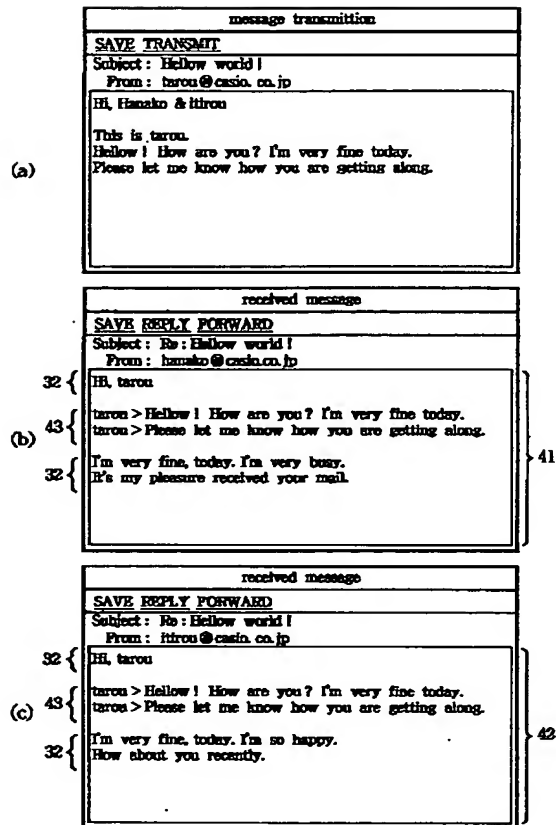 message transmittion
SAVE TRANSMIT
Subject : Hellow world !
From : tarou@casio. co. jp
Hi, Hanako & itirou
This is tarou.
Hellow ! How are you ? I'm very fine today.
Please let me know how you are getting along.
(a)
received message
SAVE REPLY FORWARD
Subject : Re : Hellow world !
From : hanako@casio.co.jp
32 { Hi, tarou
43 { tarou > Hellow ! How are you ? I'm very fine today.
tarou > Please let me know how you are getting along.
(b)
41
32 { I'm very fine, today. I'm very busy.
It's my pleasure received your mail.
received message
SAVE REPLY FORWARD
Subject : Re : Hellow world !
From : itirou@casio. co. jp
32 { Hi, tarou
43 { tarou > Hellow ! How are you ? I'm very fine today.
tarou > Please let me know how you are getting along.
(c)
42
32 { I'm very fine, today. I'm so happy.
How about you recently.